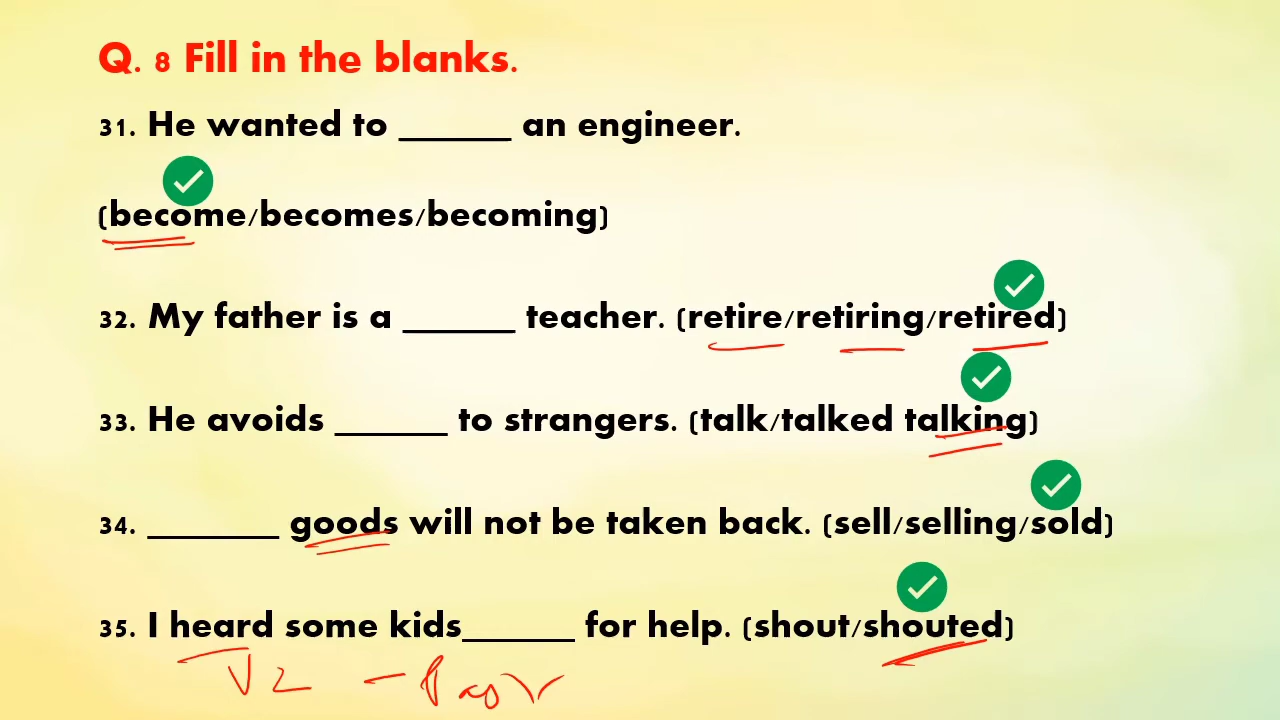 Q. 8 Fill in the blanks.
31. He wanted to ______ an engineer.
(become/becomes/becoming)
32. My father is a ______ teacher. (retire/retiring/retired)
33. He avoids ______ to strangers. (talk/talked talking)
34. _______ goods will not be taken back. (sell/selling/sold)
35. I heard some kids______ for help. (shout/shouted)
V2 -